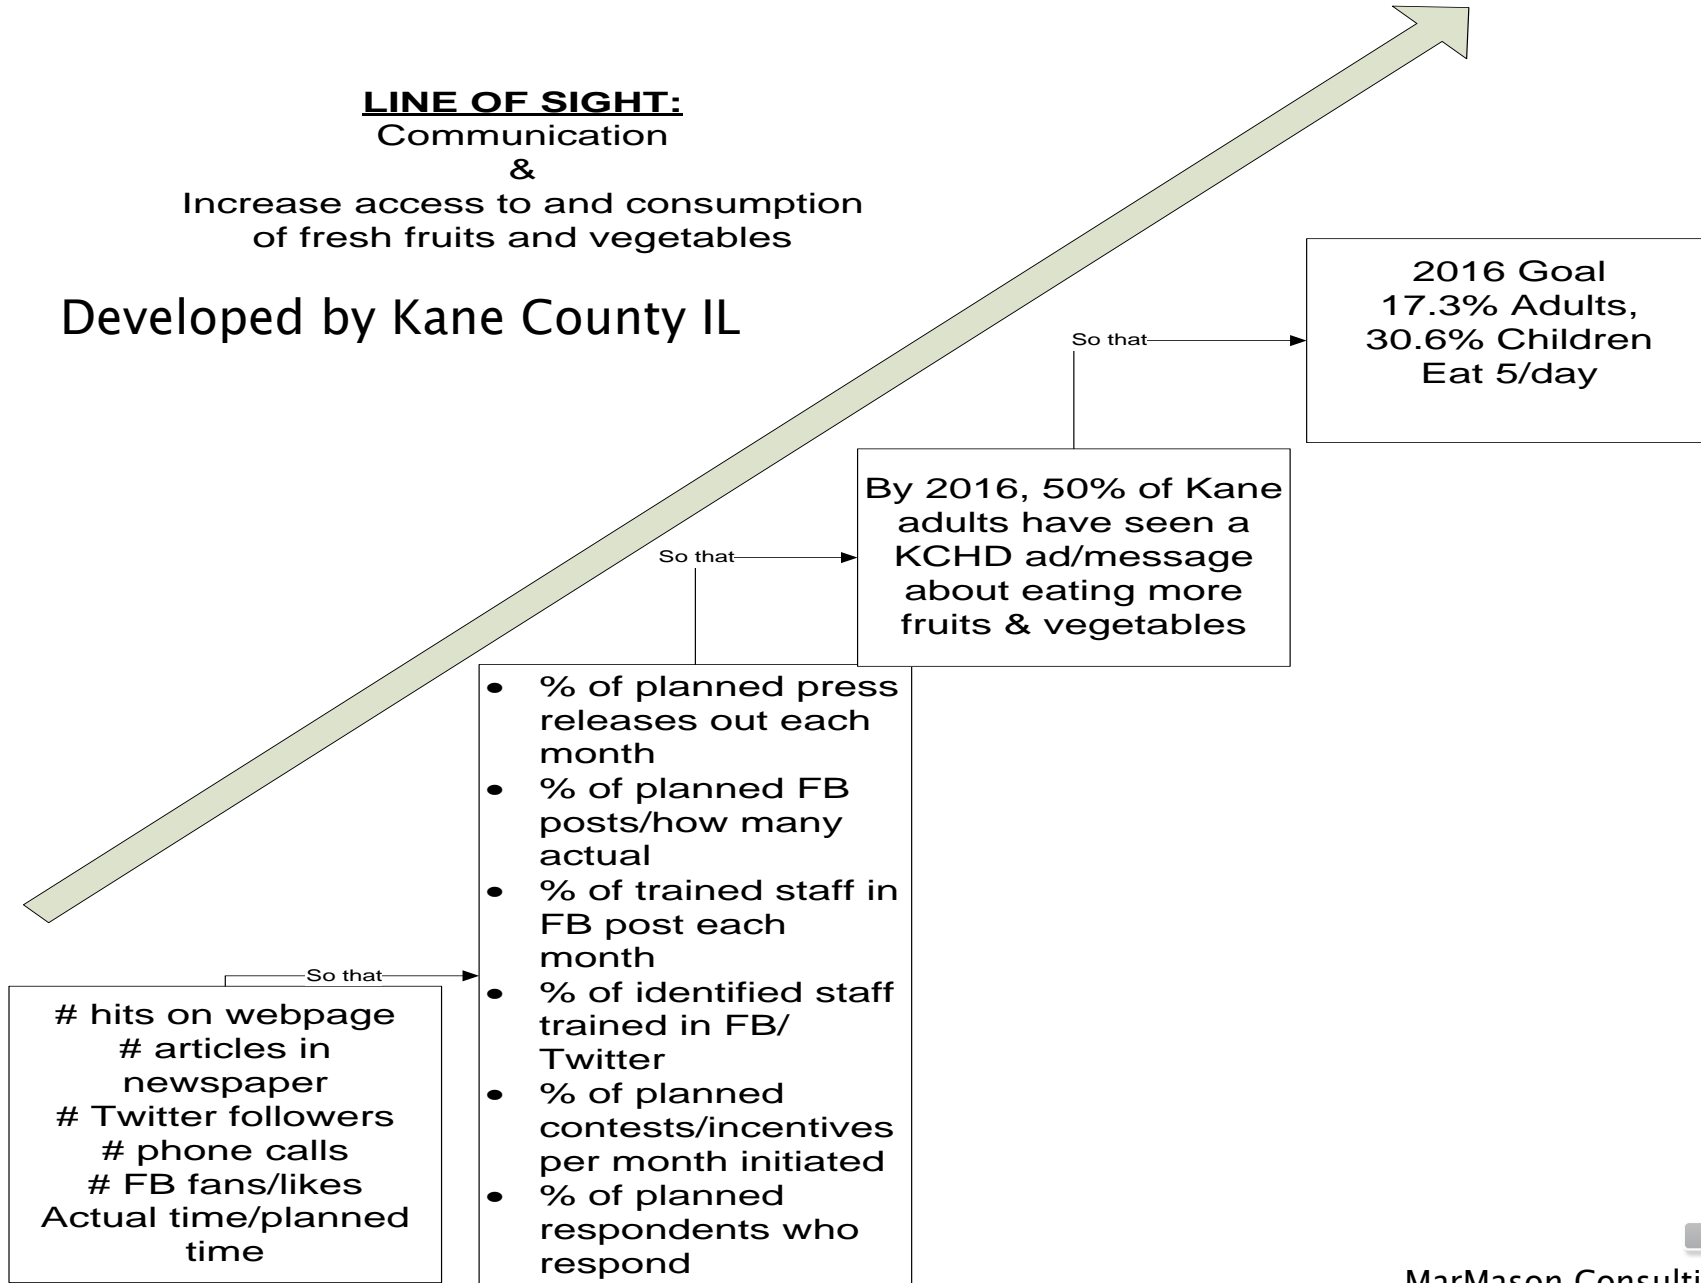 LINE OF SIGHT:
Communication
&
Increase access to and consumption
of fresh fruits and vegetables
Developed by Kane County IL
2016 Goal
17.3% Adults,
30.6% Children
Eat 5/day
So that
By 2016, 50% of Kane
adults have seen a
KCHD ad/message
about eating more
fruits & vegetables
So that
• % of planned press
releases out each
month
• % of planned FB
posts/how many
actual
• % of trained staff in
FB post each
month
• % of identified staff
trained in FB/
Twitter
• % of planned
contests/incentives
per month initiated
• % of planned
respondents who
respond
So that
# hits on webpage
# articles in
newspaper
# Twitter followers
# phone calls
# FB fans/likes
Actual time/planned
time
MarMason